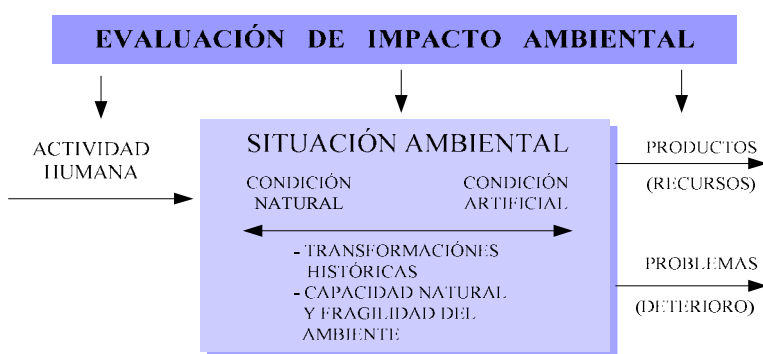 EVALUACIÓN DE IMPACTO AMBIENTAL
ACTIVIDAD
HUMANA
SITUACIÓN AMBIENTAL
CONDICIÓN
NATURAL
CONDICIÓN
ARTIFICIAL
- TRANSFORMACIÓNES
HISTÓRICAS
- CAPACIDAD NATURAL
Y FRAGILIDAD DEL
AMBIENTE
PRODUCTOS
(RECURSOS)
PROBLEMAS
(DETERIORO)